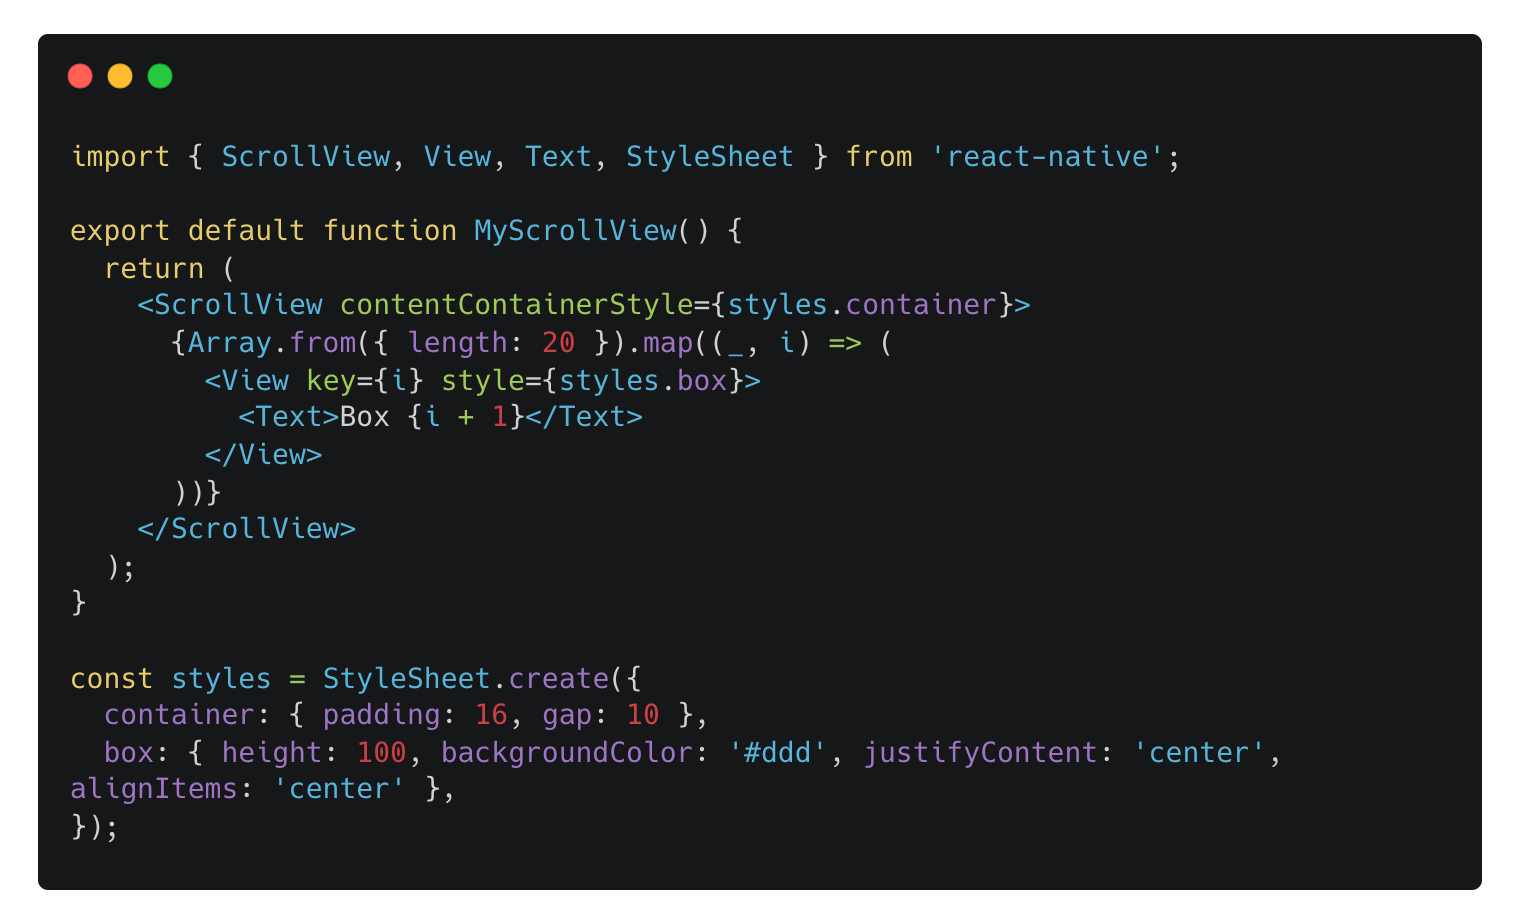 import { ScrollView, View, Text, StyleSheet } from 'react-native';

export default function MyScrollView() {
  return (
    <ScrollView contentContainerStyle={styles.container}>
      {Array.from({ length: 20 }).map((_, i) => (
        <View key={i} style={styles.box}>
          <Text>Box {i + 1}</Text>
        </View>
      ))}
    </ScrollView>
  );
}

const styles = StyleSheet.create({
  container: { padding: 16, gap: 10 },
  box: { height: 100, backgroundColor: '#ddd', justifyContent: 'center',
alignItems: 'center' },
});